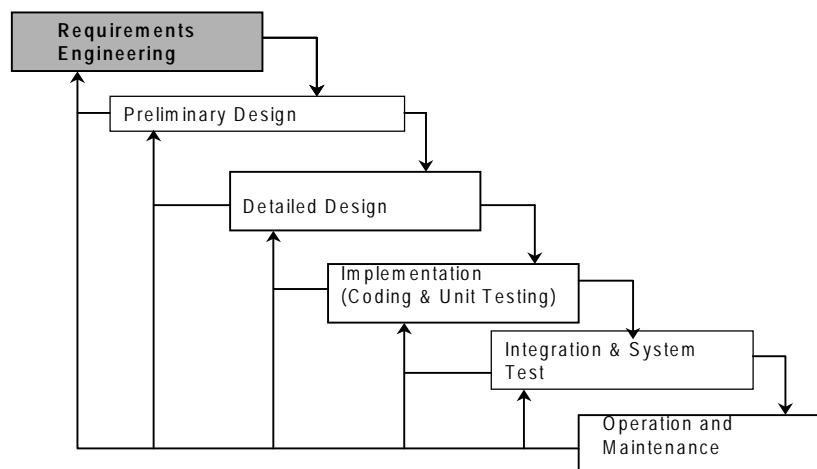 Requirements
Engineering
Preliminary Design
Detailed Design
Implementation
(Coding & Unit Testing)
Integration & System
Test
Operation and
Maintenance